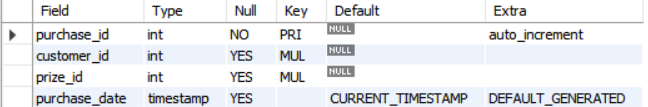 Field Type Null Key Default Extra
purchase_id int NO PRI NULL auto_increment
customer_id int YES MUL NULL
prize_id int YES MUL NULL
purchase_date timestamp YES CURRENT_TIMESTAMP DEFAULT_GENERATED